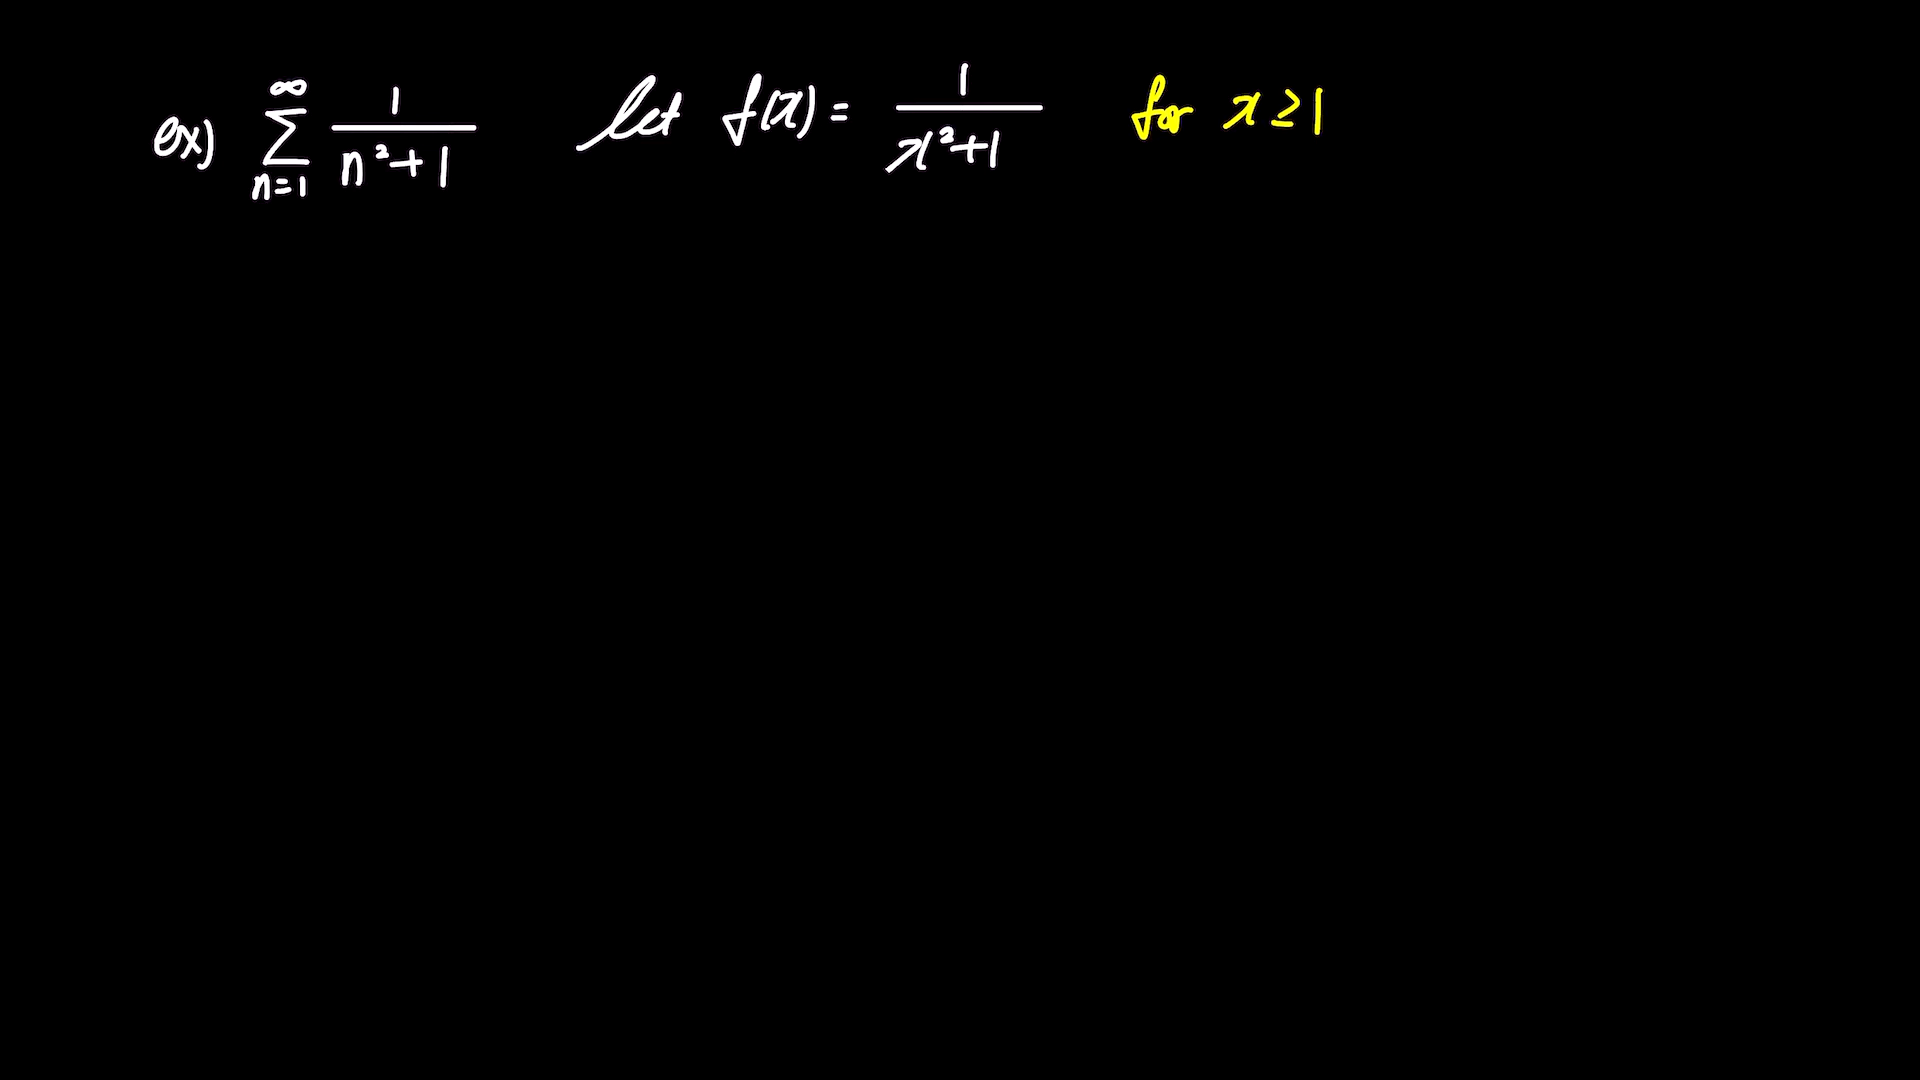 ex) ∑_{n=1}^{∞} 1/(n²+1) let f(x) = 1/(x²+1) for x ≥ 1